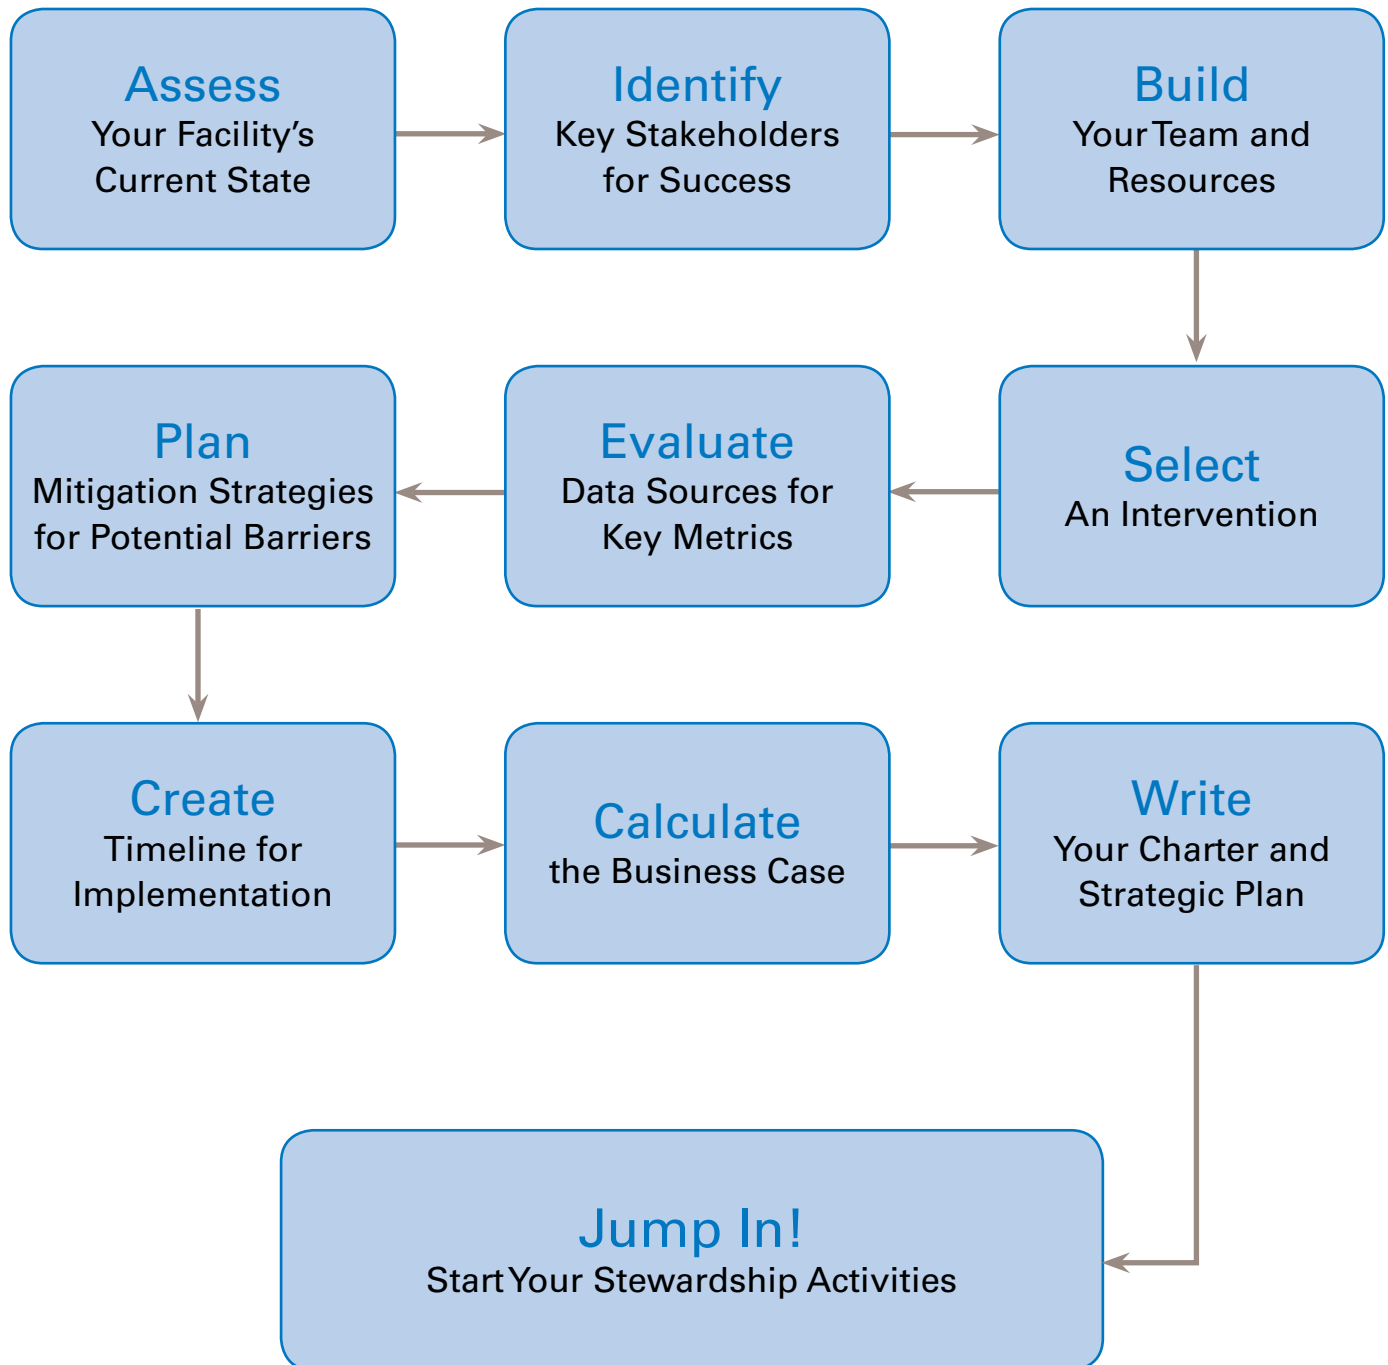 Assess
Your Facility’s
Current State
Identify
Key Stakeholders
for Success
Build
Your Team and
Resources
Select
An Intervention
Evaluate
Data Sources for
Key Metrics
Plan
Mitigation Strategies
for Potential Barriers
Create
Timeline for
Implementation
Calculate
the Business Case
Write
Your Charter and
Strategic Plan
Jump In!
Start Your Stewardship Activities